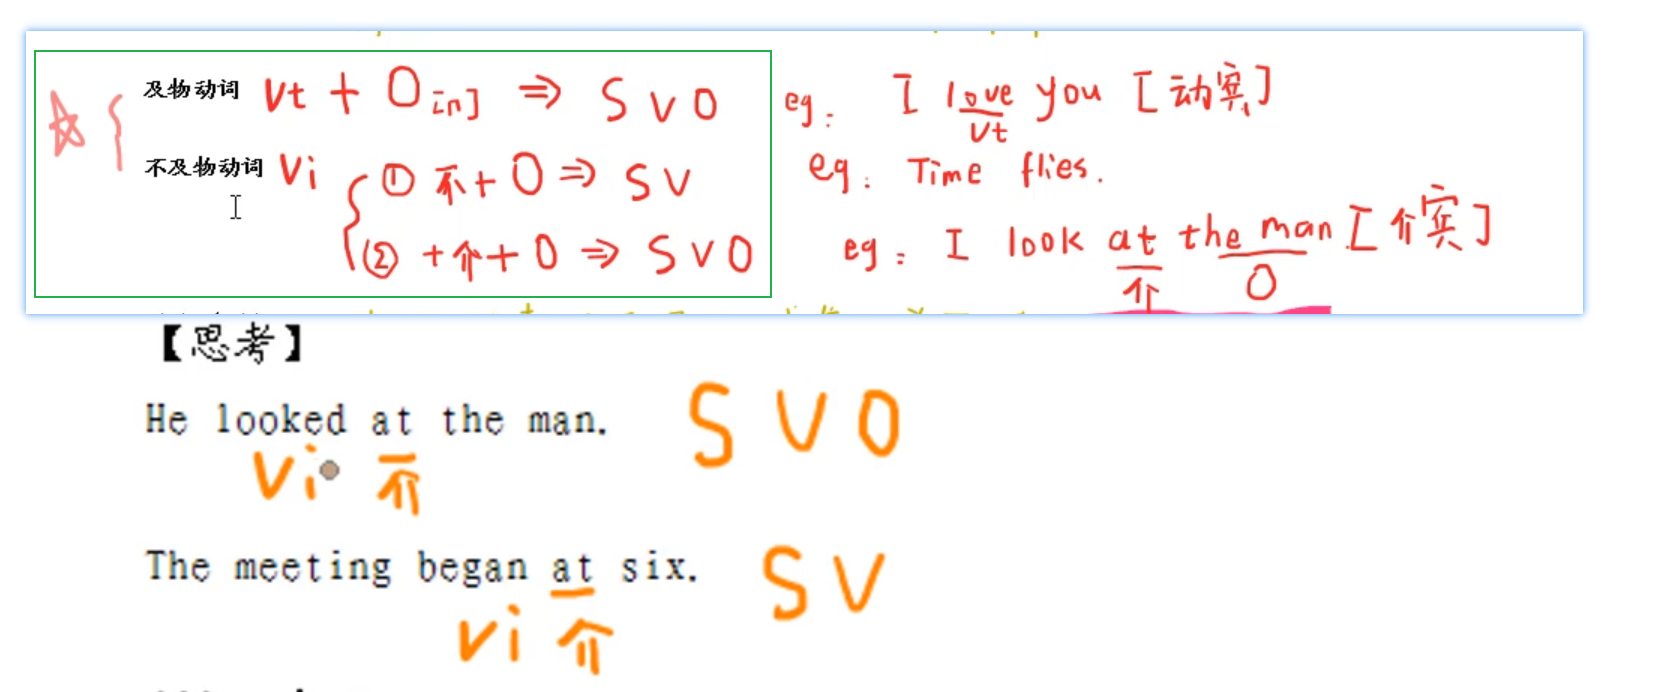 及物动词 Vt + O [n] ⇒ S V O eg: I love you [动宾]
Vt
不及物动词 Vi ① 不+O ⇒ S V eg: Time flies.
② +介+O ⇒ S V O eg: I look at the man. [介宾]
介 O
【思考】
He looked at the man. S V O
Vi 介
The meeting began at six. S V
Vi 介